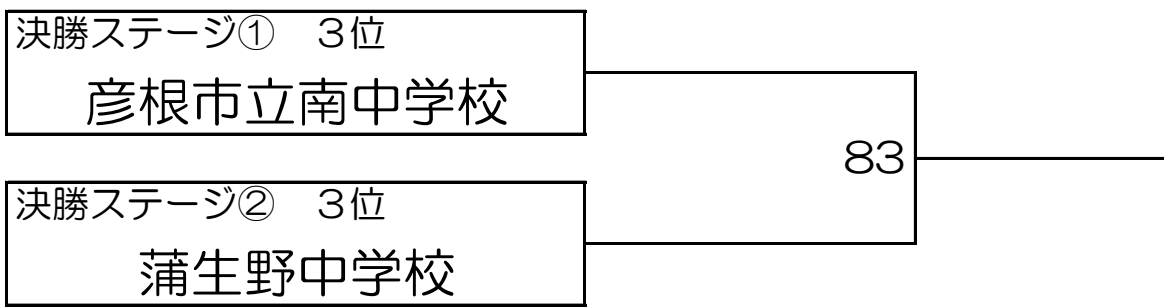 決勝ステージ①　３位
彦根市立南中学校
83
決勝ステージ②　３位
蒲生野中学校